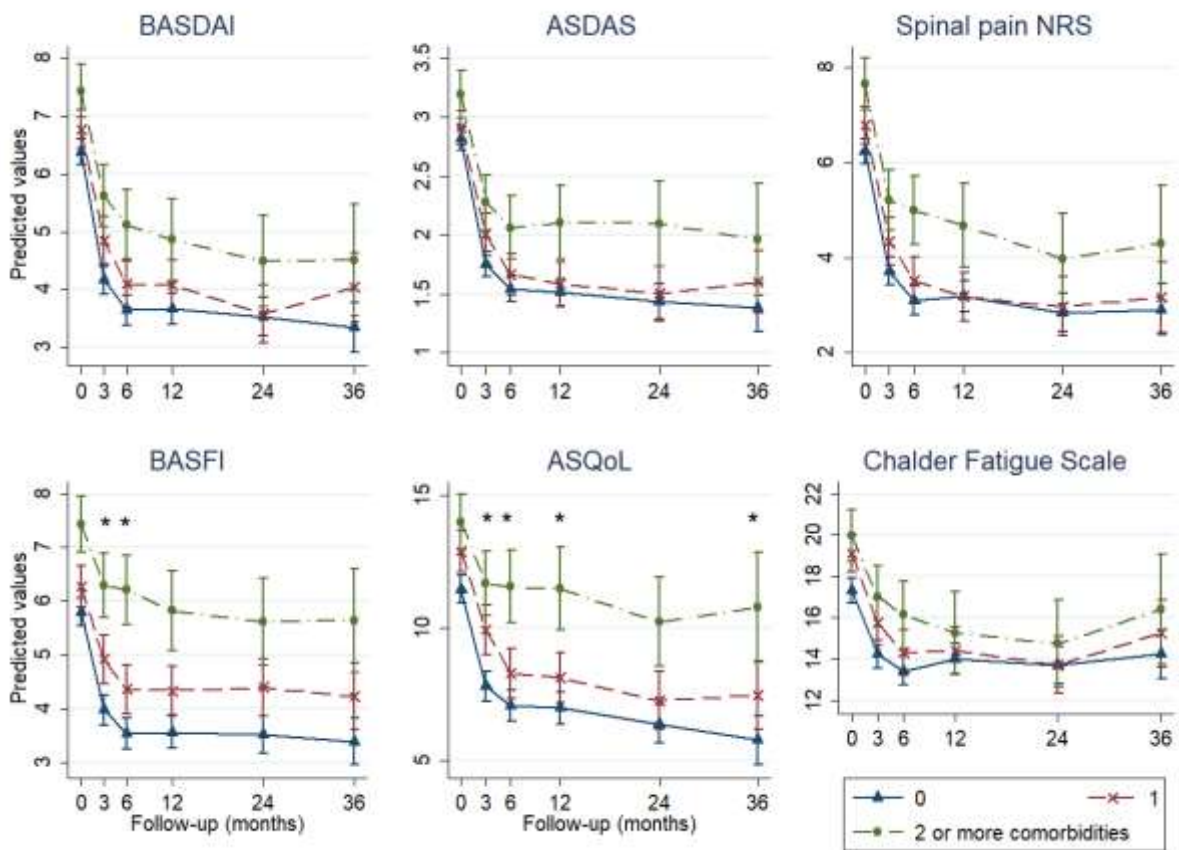 BASDAI
Predicted values
8
7
6
5
4
3
0 3 6 12 24 36
ASDAS
3.5
3
2.5
2
1.5
1
0 3 6 12 24 36
Spinal pain NRS
8
6
4
2
0 3 6 12 24 36
BASFI
Predicted values
8
7
6
5
4
3
* *
0 3 6 12 24 36
Follow-up (months)
ASQoL
15
10
5
* * * *
0 3 6 12 24 36
Follow-up (months)
Chalder Fatigue Scale
22
20
18
16
14
12
0 3 6 12 24 36
0 1
2 or more comorbidities